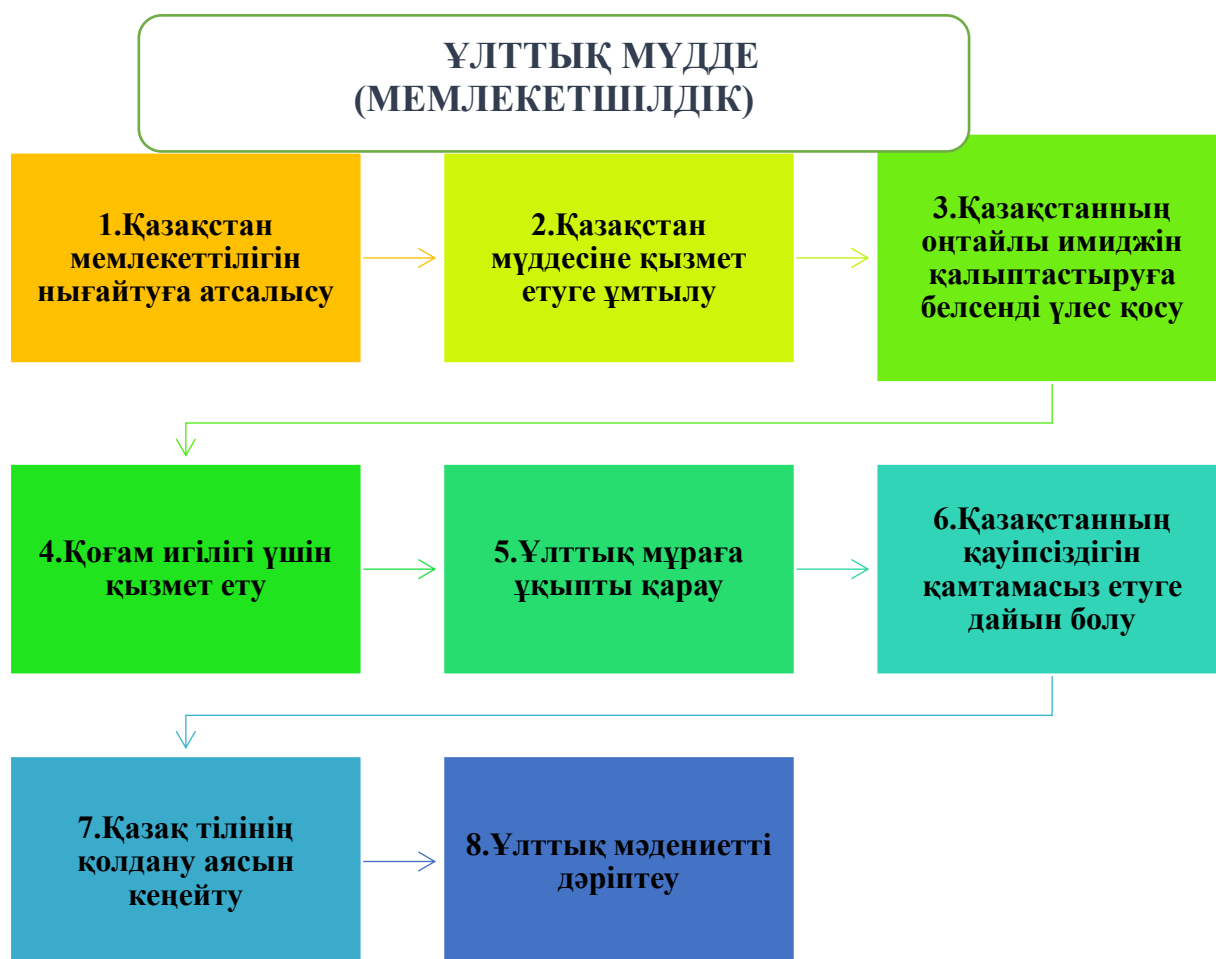 ҰЛТТЫҚ МҮДДЕ
(МЕМЛЕКЕТШІЛДІК)
1.Қазақстан
мемлекеттілігін
нығайтуға атсалысу
2.Қазақстан
мүддесіне қызмет
етуге ұмтылу
3.Қазақстанның
оңтайлы имиджін
қалыптастыруға
белсенді үлес қосу
4.Қоғам игілігі үшін
қызмет ету
5.Ұлттық мұраға
ұқыпты қарау
6.Қазақстанның
қауіпсіздігін
қамтамасыз етуге
дайын болу
7.Қазақ тілінің
қолдану аясын
кеңейту
8.Ұлттық мәдениетті
дәріптеу